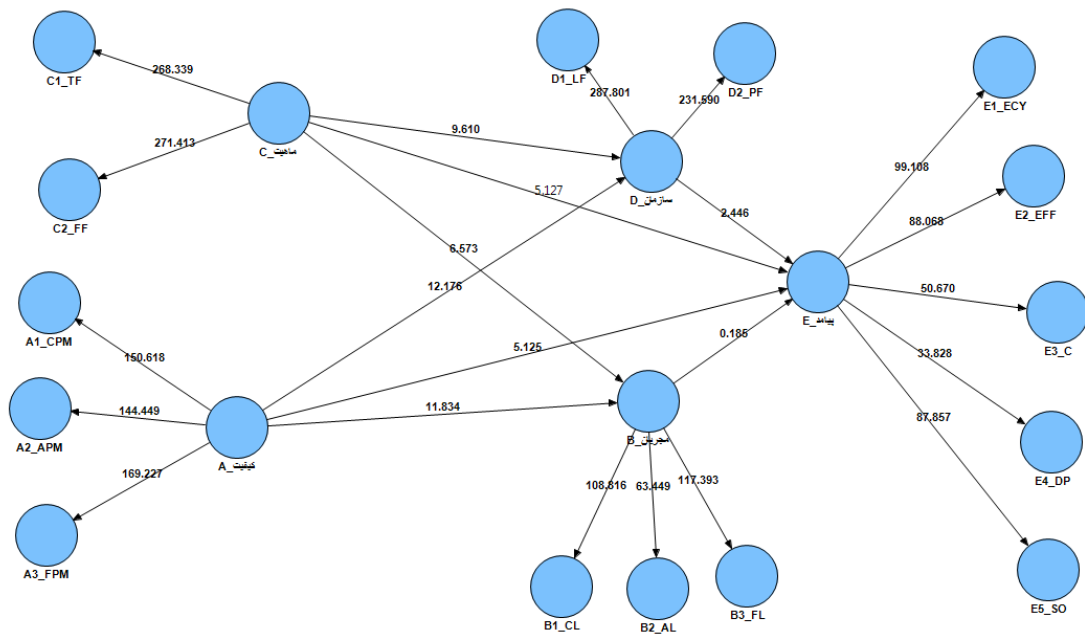 C1_TF
268.339
C2_FF
271.413
C_ماهیت
D1_LF
287.801
D2_PF
231.590
D_سازمان
9.610
5.127
6.573
12.176
2.446
E1_ECY
99.108
E2_EFF
88.068
E_پیامد
50.670
E3_C
33.828
E4_DP
87.857
E5_SO
A1_CPM
150.618
A2_APM
144.449
A_کیفیت
169.227
A3_FPM
5.125
11.834
0.185
B_مجریان
108.816
63.449
117.393
B1_CL
B2_AL
B3_FL